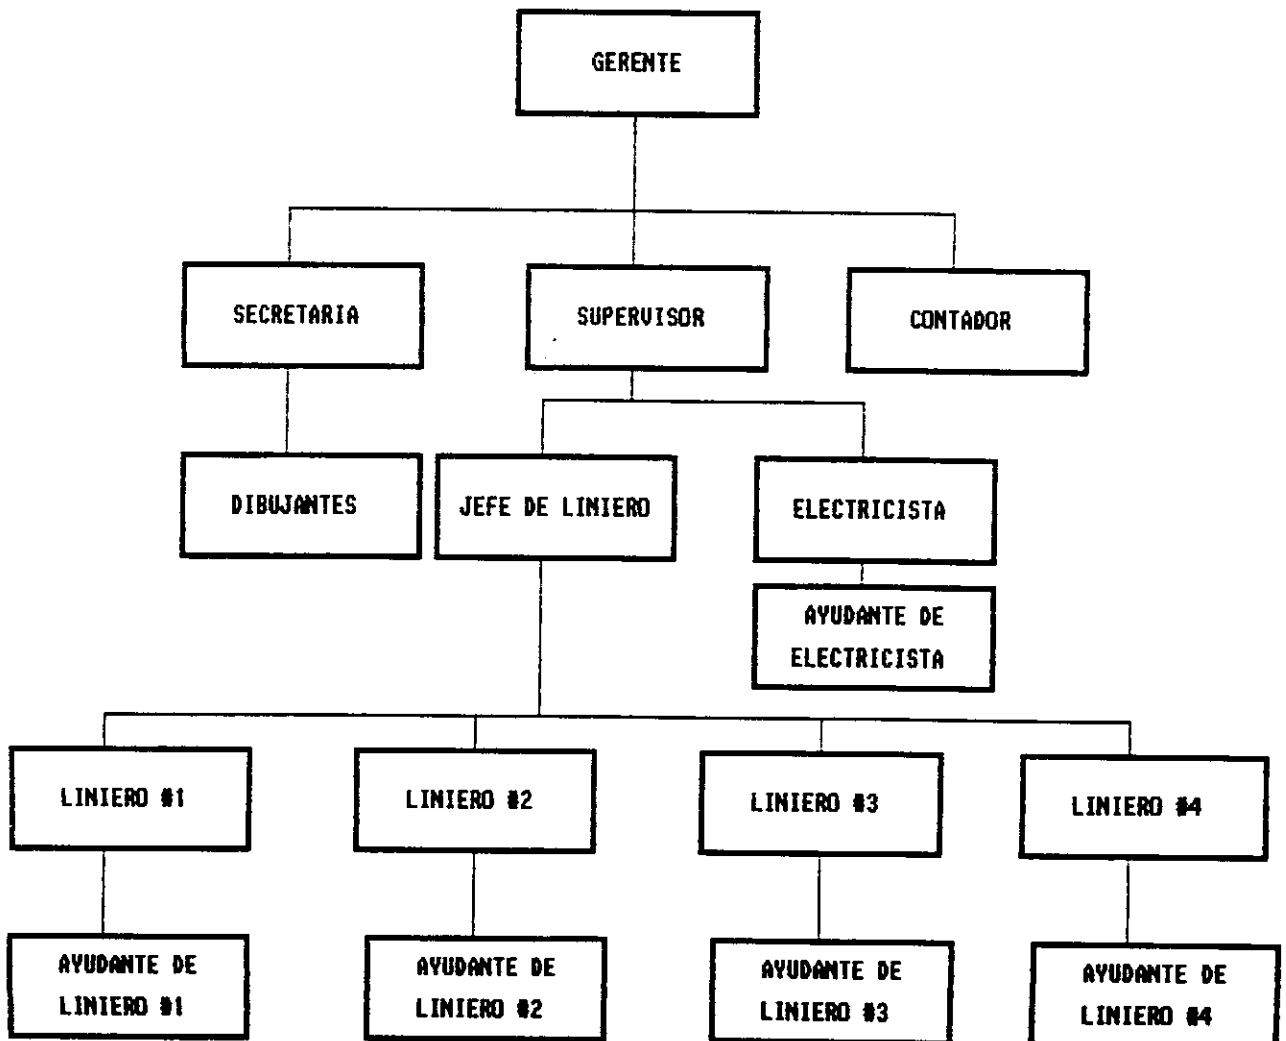 GERENTE
SECRETARIA
SUPERVISOR
CONTADOR
DIBUJANTES
JEFE DE LINIERO
ELECTRICISTA
AYUDANTE DE
ELECTRICISTA
LINIERO #1
LINIERO #2
LINIERO #3
LINIERO #4
AYUDANTE DE
LINIERO #1
AYUDANTE DE
LINIERO #2
AYUDANTE DE
LINIERO #3
AYUDANTE DE
LINIERO #4